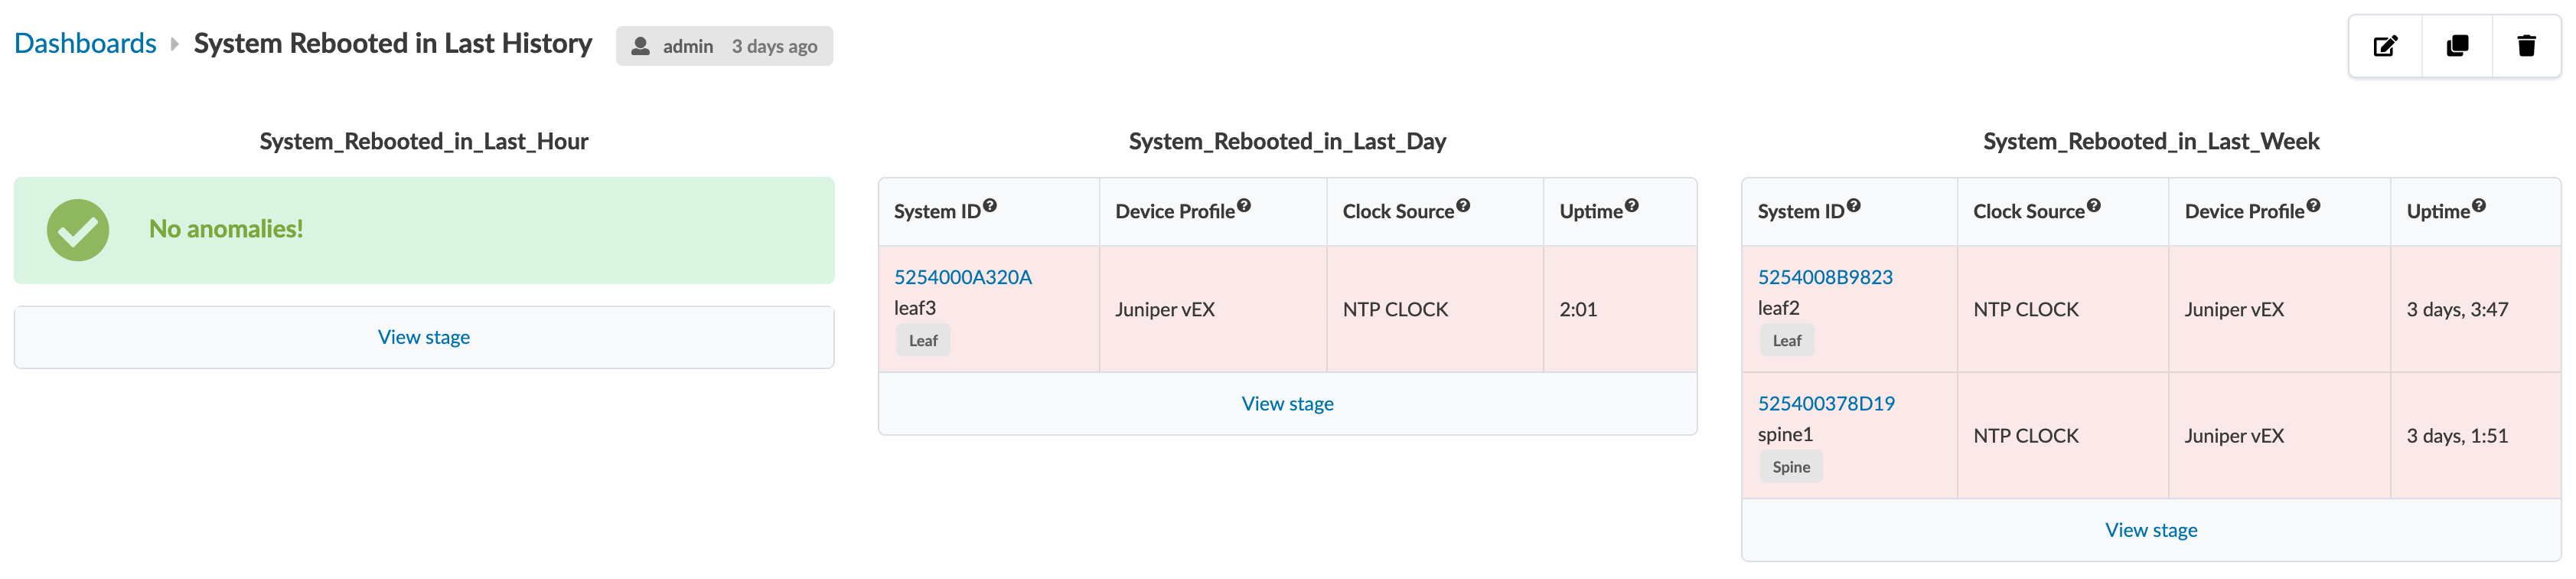 Dashboards System Rebooted in Last History admin 3 days ago
System_Rebooted_in_Last_Hour
No anomalies!
View stage
System_Rebooted_in_Last_Day
System ID Device Profile Clock Source Uptime
5254000A320A
leaf3
Leaf
Juniper vEX NTP CLOCK 2:01
View stage
System_Rebooted_in_Last_Week
System ID Clock Source Device Profile Uptime
5254008B9823
leaf2
Leaf
NTP CLOCK Juniper vEX 3 days, 3:47
525400378D19
spine1
Spine
NTP CLOCK Juniper vEX 3 days, 1:51
View stage